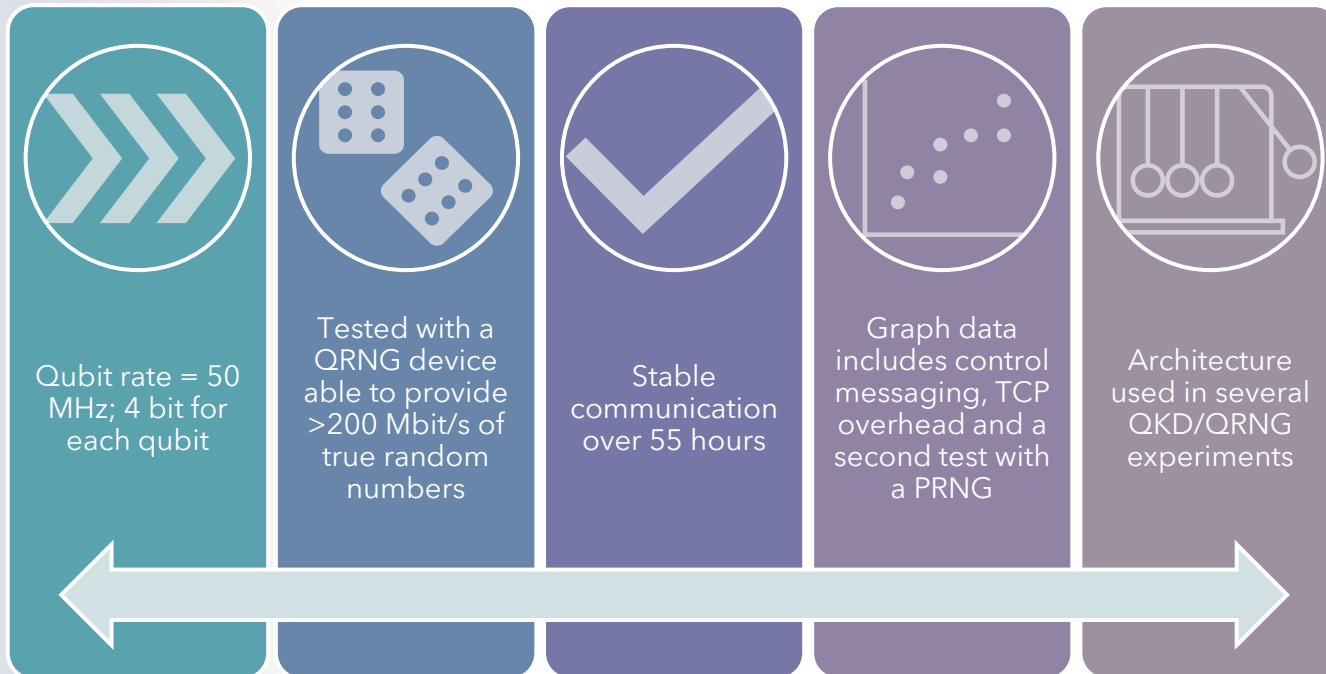 Qubit rate = 50
MHz; 4 bit for
each qubit
Tested with a
QRNG device
able to provide
>200 Mbit/s of
true random
numbers
Stable
communication
over 55 hours
Graph data
includes control
messaging, TCP
overhead and a
second test with
a PRNG
Architecture
used in several
QKD/QRNG
experiments